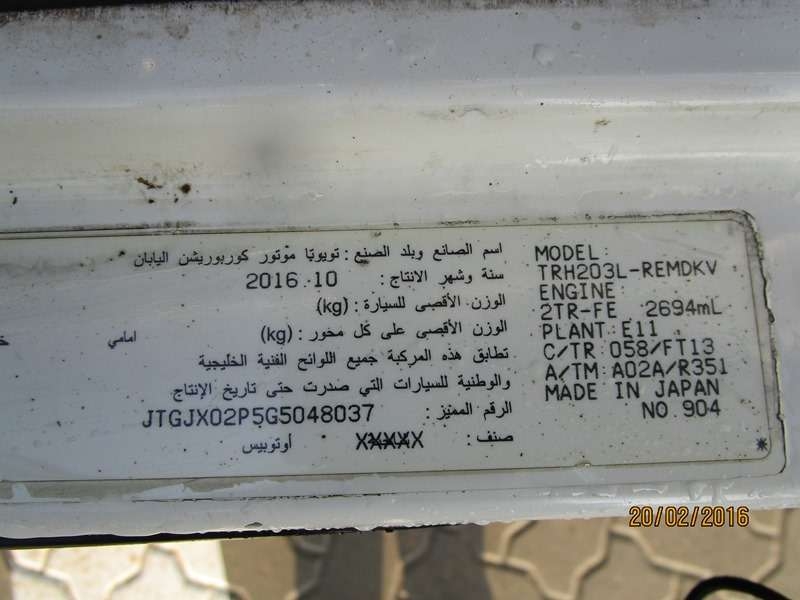 اسم الصانع وبلد الصنع : تويوتا موتور كوربوريشن اليابان
سنة وشهر الانتاج : 2016.10
الوزن الأقصى للسيارة : (kg)
الوزن الأقصى على كل محور : (kg) امامي
تطابق هذه المركبة جميع اللوائح الفنية الخليجية
والوطنية للسيارات التي صدرت حتى تاريخ الإنتاج
الرقم المميز : JTGJX02P5G5048037
صنف : XXXXX أوتوبيس
MODEL:
TRH203L-REMDKV
ENGINE:
2TR-FE 2694mL
PLANT:E11
C/TR:058/FT13
A/TM:A02A/R351
MADE IN JAPAN
NO.904
*
20/02/2016